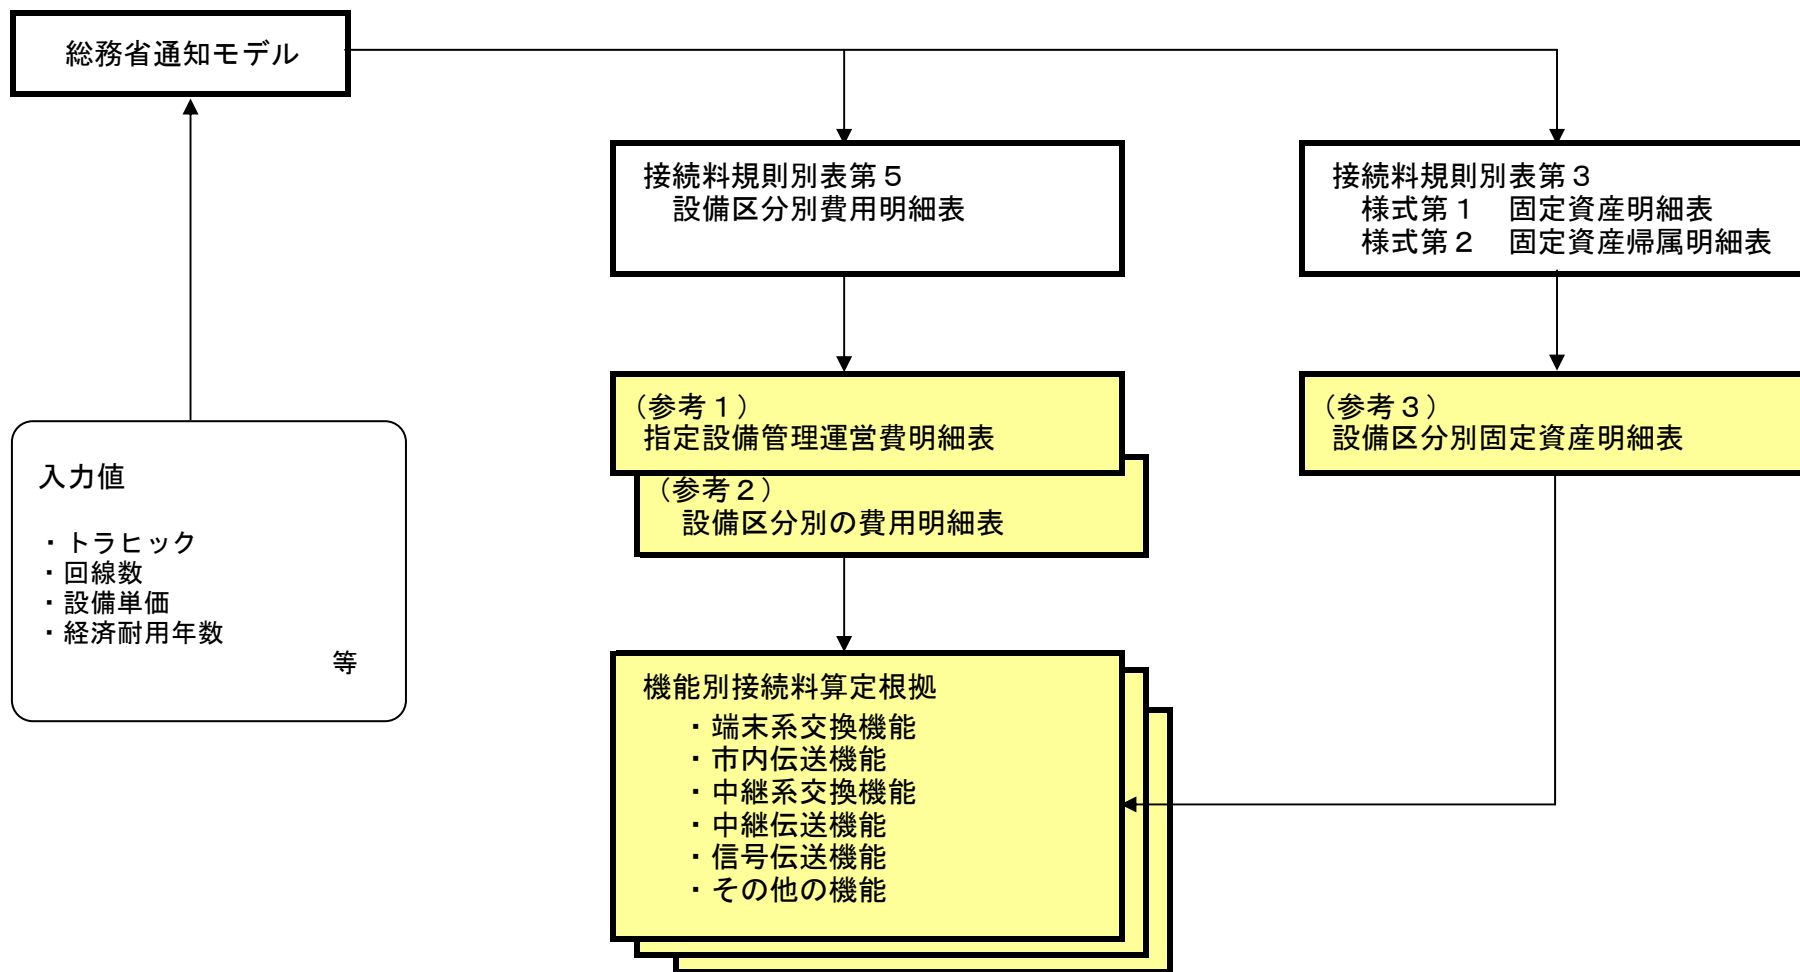 総務省通知モデル
接続料規則別表第５
設備区分別費用明細表
接続料規則別表第３
様式第１　固定資産明細表
様式第２　固定資産帰属明細表
（参考１）
指定設備管理運営費明細表
（参考２）
設備区分別の費用明細表
（参考３）
設備区分別固定資産明細表
入力値
・トラヒック
・回線数
・設備単価
・経済耐用年数
等
機能別接続料算定根拠
・端末系交換機能
・市内伝送機能
・中継系交換機能
・中継伝送機能
・信号伝送機能
・その他の機能